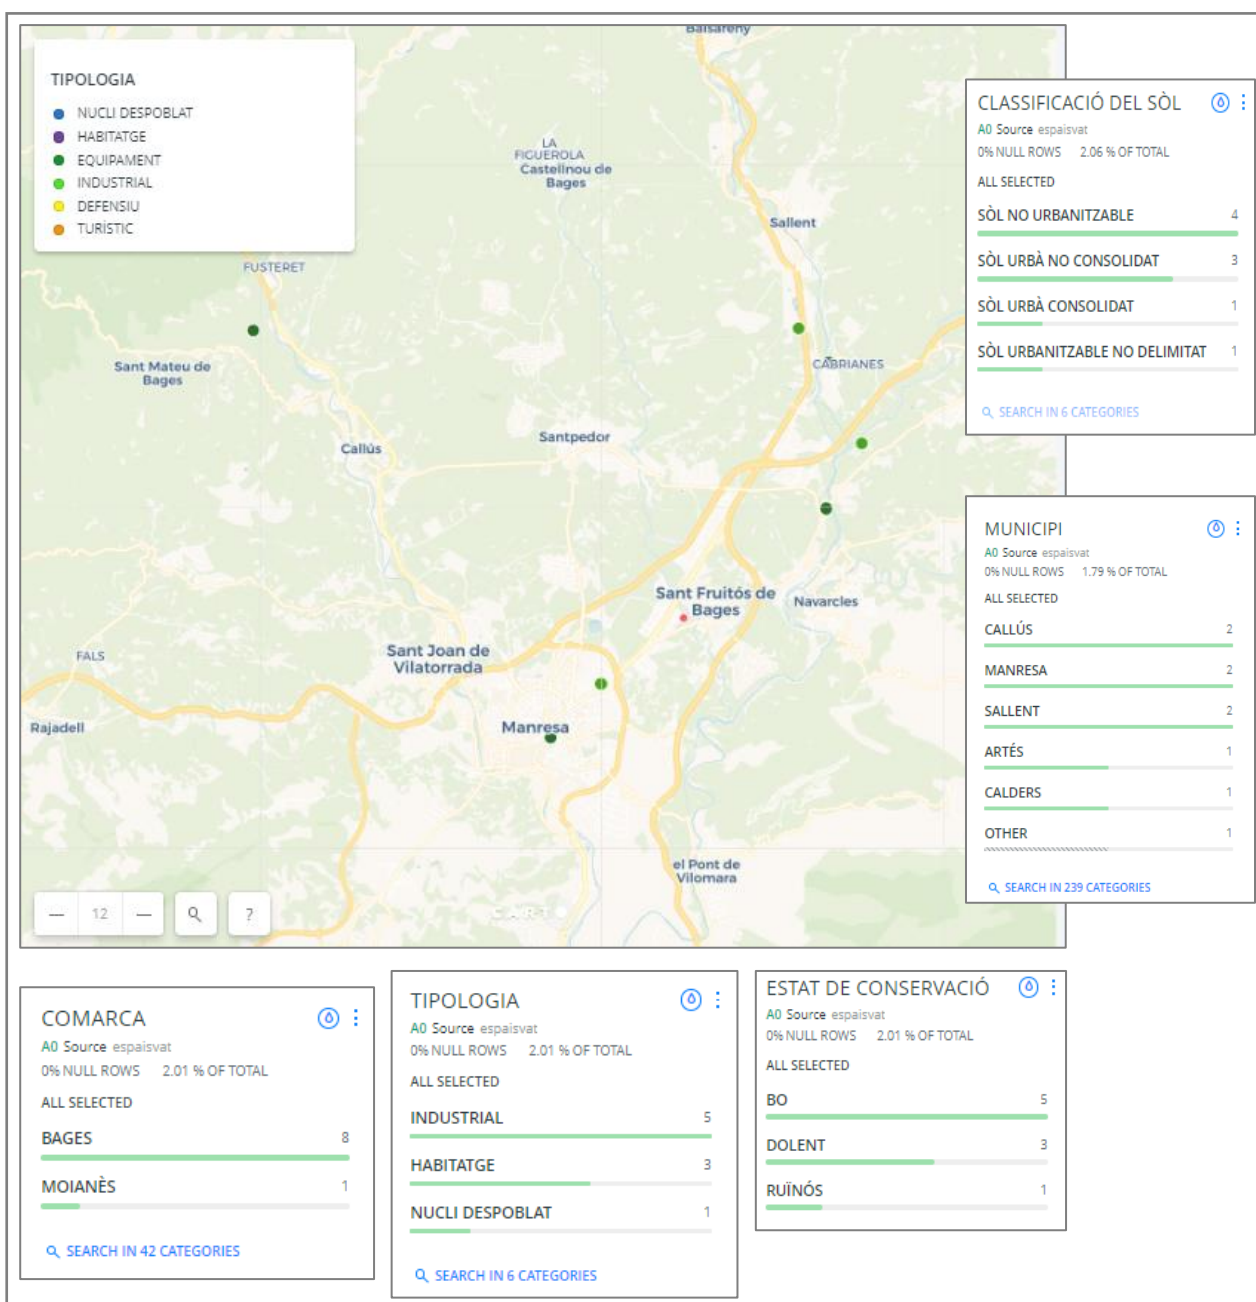 Balsareny
TIPOLOGIA
NUCLI DESPOBLAT
HABITATGE
EQUIPAMENT
INDUSTRIAL
DEFENSIU
TURÍSTIC
LA
FIGUEROLA
Castellnou de
Bages
Sallent
FUSTERET
Sant Mateu de
Bages
CABRIANES
Callús
Santpedor
Sant Fruitós de
Bages
Navarcles
Sant Joan de
Vilatorrada
FALS
Rajadell
Manresa
el Pont de
Vilomara
12
?
CARTO
CLASSIFICACIÓ DEL SÒL
A0 Source espaisvat
0% NULL ROWS 2.06 % OF TOTAL
ALL SELECTED
SÒL NO URBANITZABLE 4
SÒL URBÀ NO CONSOLIDAT 3
SÒL URBÀ CONSOLIDAT 1
SÒL URBANITZABLE NO DELIMITAT 1
SEARCH IN 6 CATEGORIES
MUNICIPI
A0 Source espaisvat
0% NULL ROWS 1.79 % OF TOTAL
ALL SELECTED
CALLÚS 2
MANRESA 2
SALLENT 2
ARTÉS 1
CALDERS 1
OTHER 1
SEARCH IN 239 CATEGORIES
COMARCA
A0 Source espaisvat
0% NULL ROWS 2.01 % OF TOTAL
ALL SELECTED
BAGES 8
MOIANÈS 1
SEARCH IN 42 CATEGORIES
TIPOLOGIA
A0 Source espaisvat
0% NULL ROWS 2.01 % OF TOTAL
ALL SELECTED
INDUSTRIAL 5
HABITATGE 3
NUCLI DESPOBLAT 1
SEARCH IN 6 CATEGORIES
ESTAT DE CONSERVACIÓ
A0 Source espaisvat
0% NULL ROWS 2.01 % OF TOTAL
ALL SELECTED
BO 5
DOLENT 3
RUÏNÓS 1